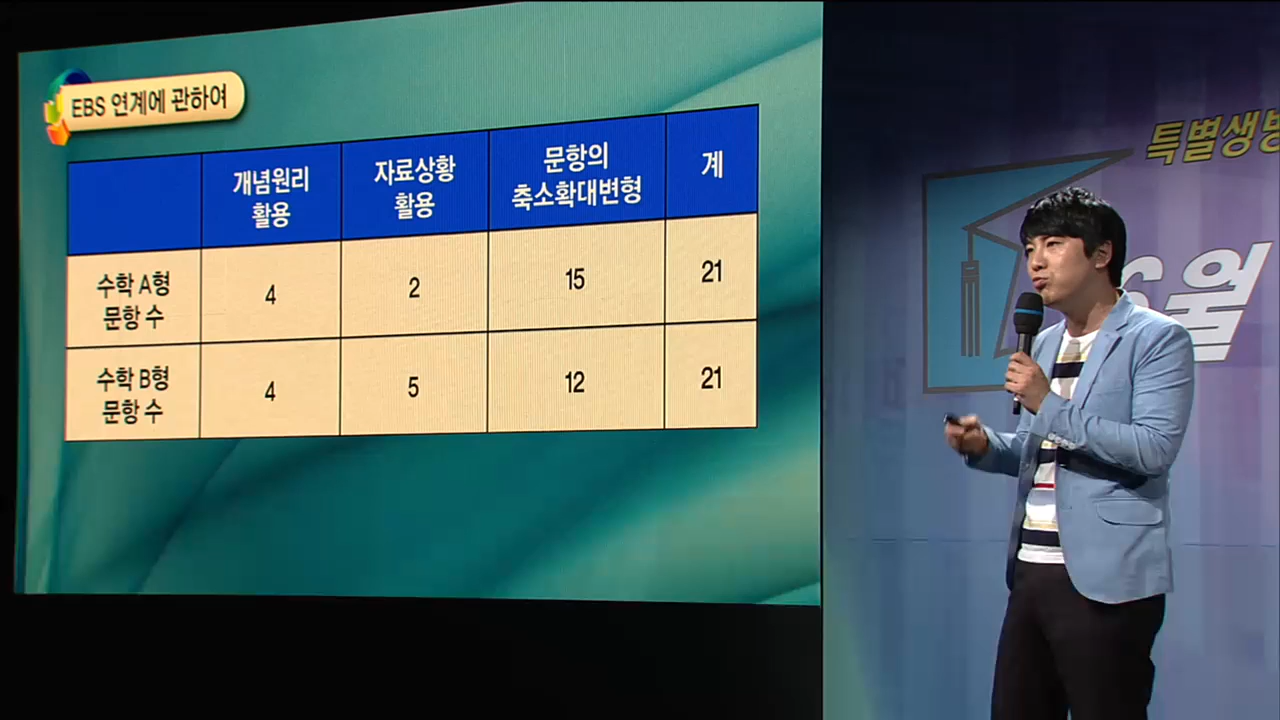 EBS 연계에 관하여
개념원리
활용
자료상황
활용
문항의
축소확대변형
계
수학 A형
문항 수
4
2
15
21
수학 B형
문항 수
4
5
12
21
특별생방
6월